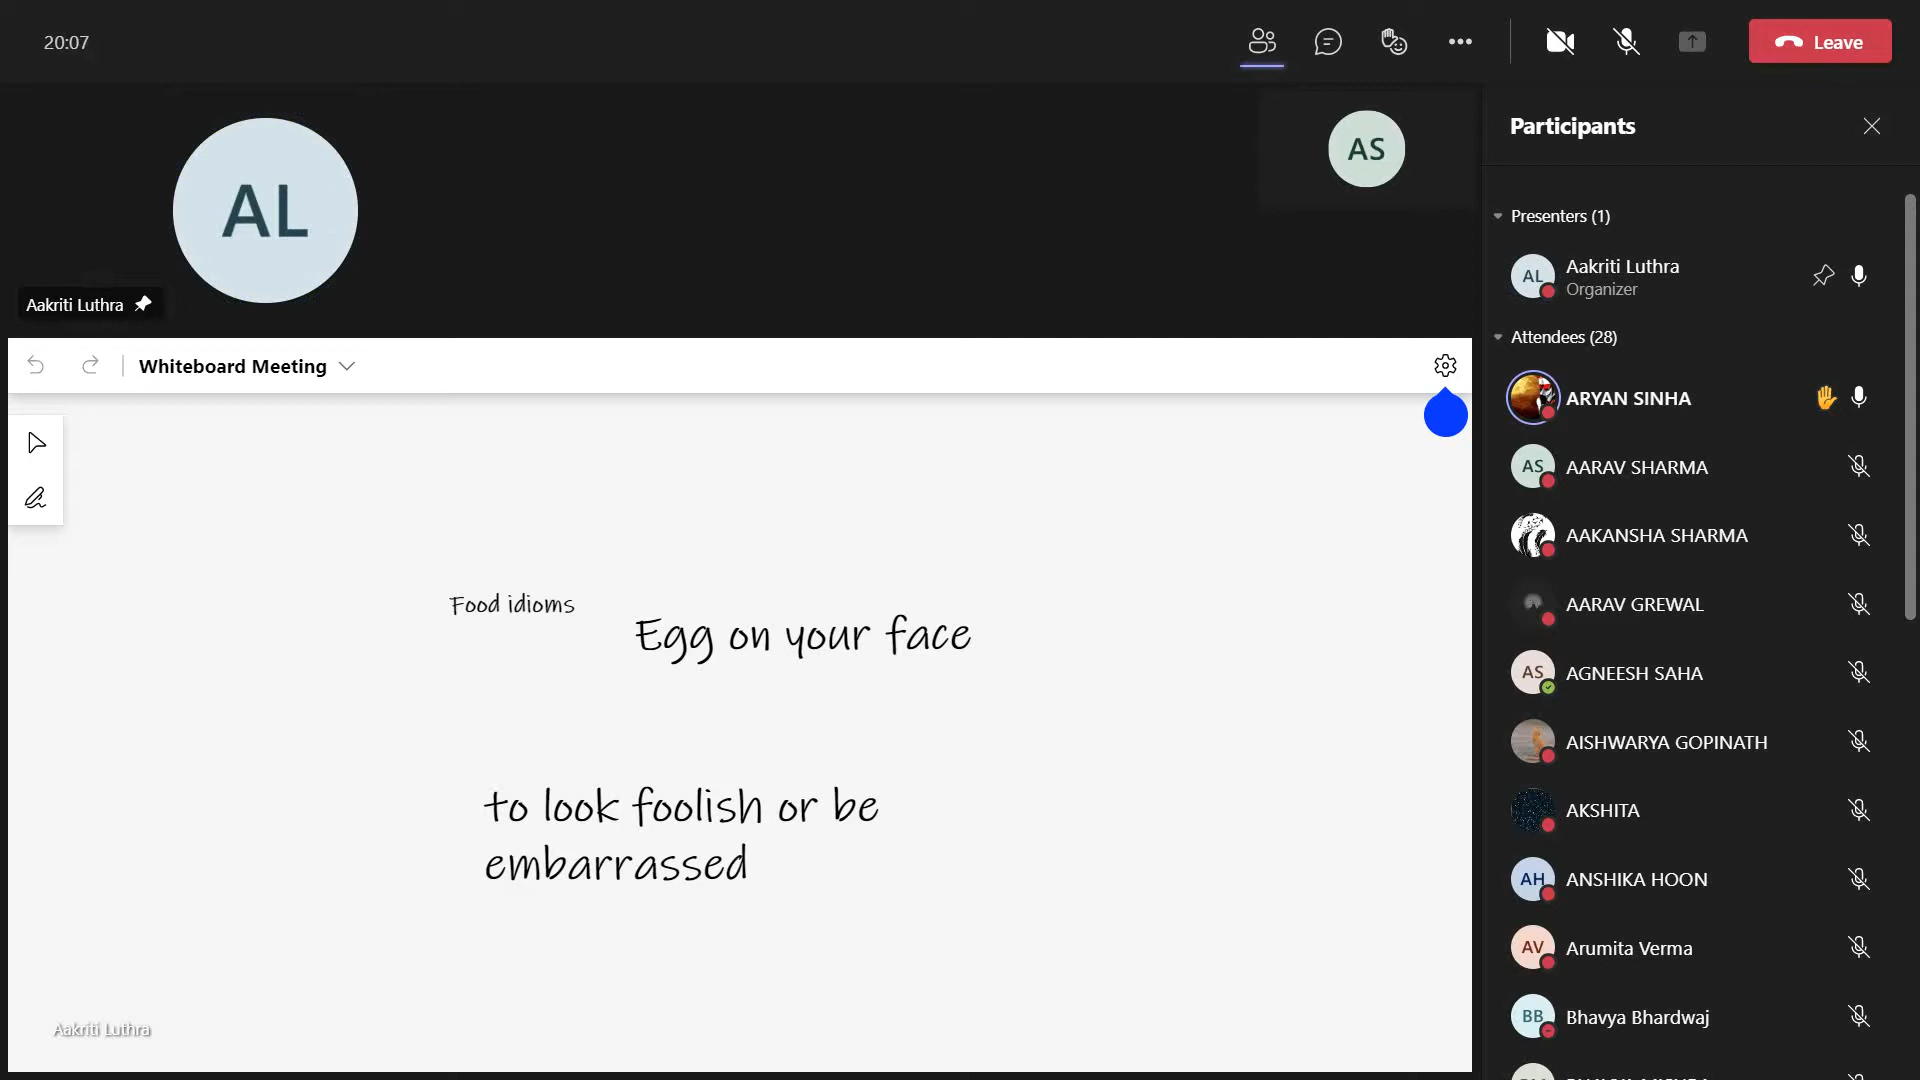 20:07
Leave
AL
AS
Aakriti Luthra
Participants
Presenters (1)
AL
Aakriti Luthra
Organizer
Attendees (28)
Whiteboard Meeting
ARYAN SINHA
AS
AARAV SHARMA
AAKANSHA SHARMA
AARAV GREWAL
AS
AGNEESH SAHA
AISHWARYA GOPINATH
AKSHITA
AH
ANSHIKA HOON
AV
Arumita Verma
BB
Bhavya Bhardwaj
Food idioms
Egg on your face
to look foolish or be
embarrassed
Aakriti Luthra